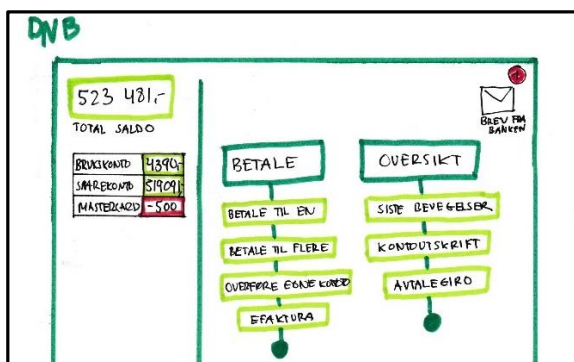 DNB
523 481,-
TOTAL SALDO
BRUKSKONTO 4390,-
SPAREKONTO 519091,-
MASTERCARD -500
BREV FRA
BANKEN
BETALE
BETALE TIL EN
BETALE TIL FLERE
OVERFØRE EGNE KONTO
EFAKTURA
OVERSIKT
SISTE BEVEGELSER
KONTOUTSKRIFT
AVTALEGIRO